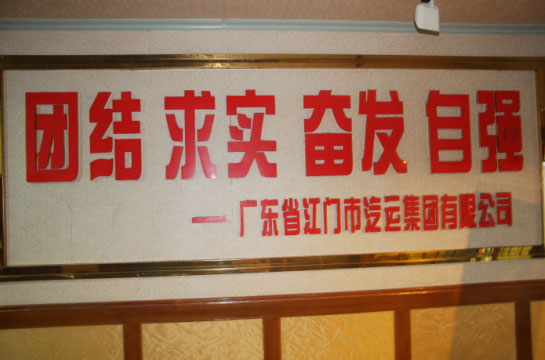 团结 求实 奋发 自强
— 广东省江门市汽运集团有限公司